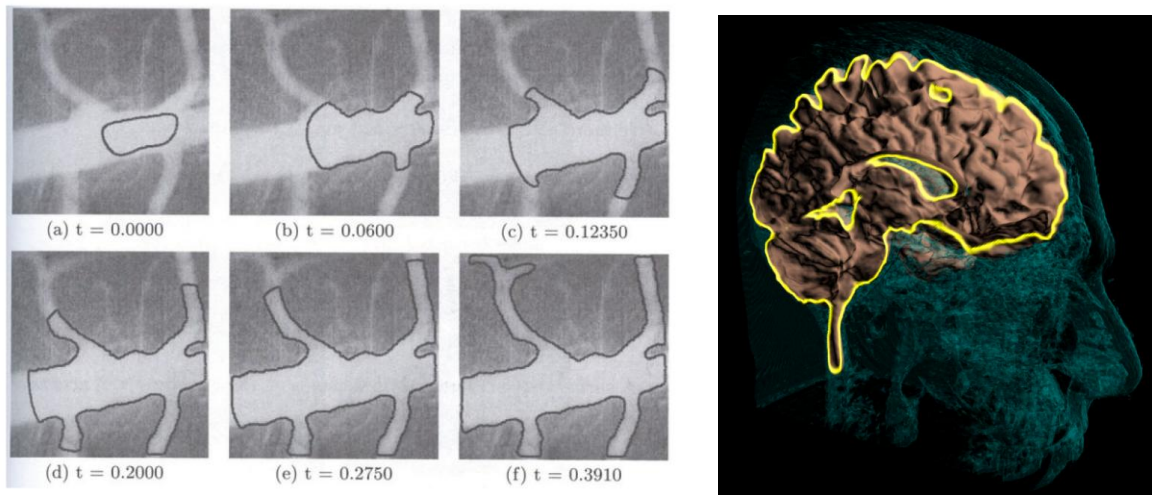 (a) t = 0.0000
(b) t = 0.0600
(c) t = 0.12350
(d) t = 0.2000
(e) t = 0.2750
(f) t = 0.3910